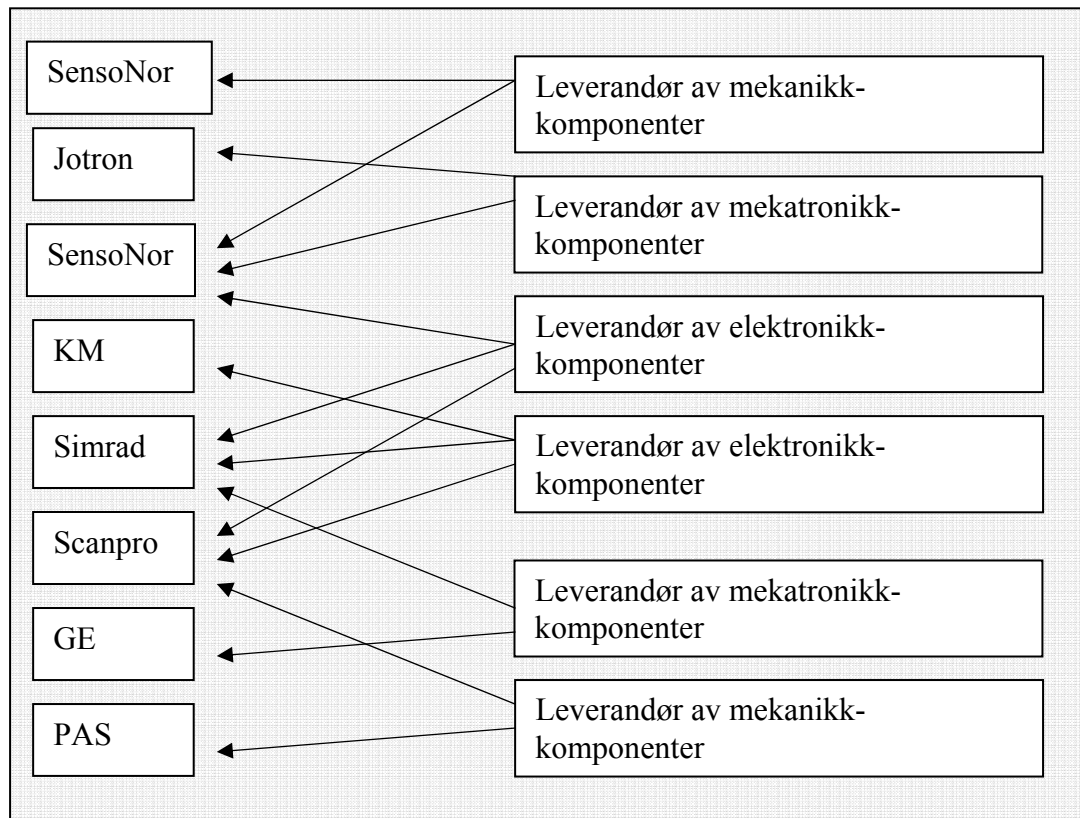 SensoNor
Jotron
SensoNor
KM
Simrad
Scanpro
GE
PAS
Leverandør av mekanikk-
komponenter
Leverandør av mekatronikk-
komponenter
Leverandør av elektronikk-
komponenter
Leverandør av elektronikk-
komponenter
Leverandør av mekatronikk-
komponenter
Leverandør av mekanikk-
komponenter